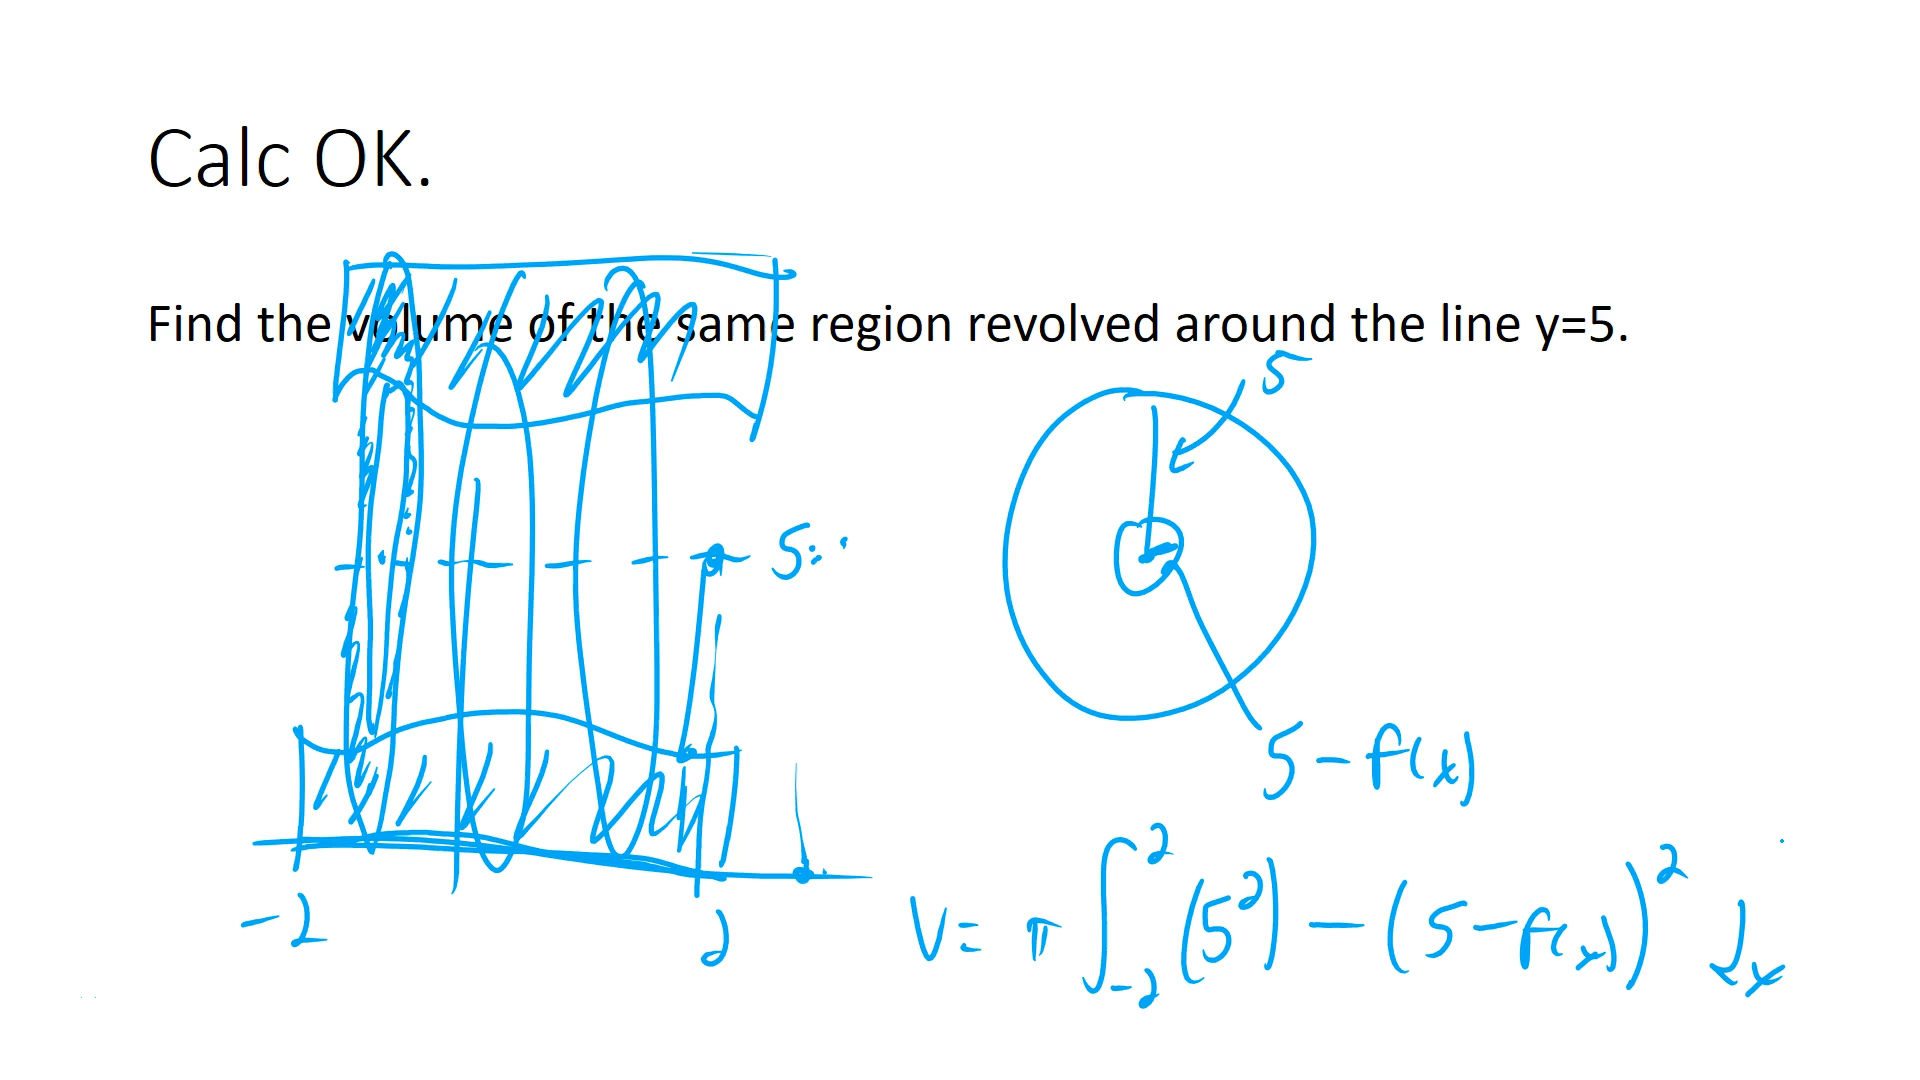 Calc OK.
Find the volume of the same region revolved around the line y=5.
5
5
5-f(x)
-2
2
V= π∫_{-2}^{2} (5²) - (5-f(x))² dx